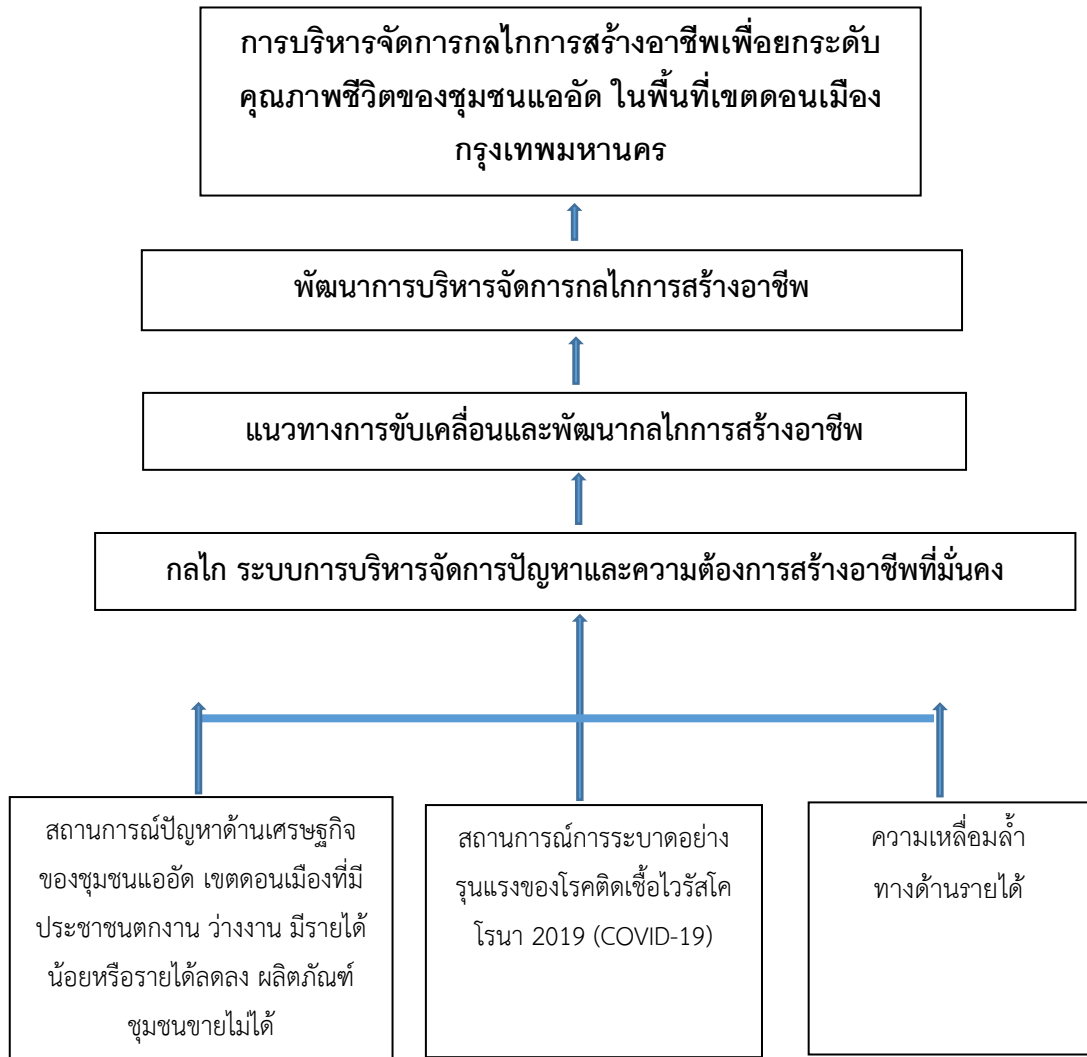 การบริหารจัดการกลไกการสร้างอาชีพเพื่อยกระดับ
คุณภาพชีวิตของชุมชนแออัด ในพื้นที่เขตดอนเมือง
กรุงเทพมหานคร
พัฒนาการบริหารจัดการกลไกการสร้างอาชีพ
แนวทางการขับเคลื่อนและพัฒนากลไกการสร้างอาชีพ
กลไก ระบบการบริหารจัดการปัญหาและความต้องการสร้างอาชีพที่มั่นคง
สถานการณ์ปัญหาด้านเศรษฐกิจ
ของชุมชนแออัด เขตดอนเมืองที่มี
ประชาชนตกงาน ว่างงาน มีรายได้
น้อยหรือรายได้ลดลง ผลิตภัณฑ์
ชุมชนขายไม่ได้
สถานการณ์การระบาดอย่าง
รุนแรงของโรคติดเชื้อไวรัสโค
โรนา 2019 (COVID-19)
ความเหลื่อมล้ำ
ทางด้านรายได้